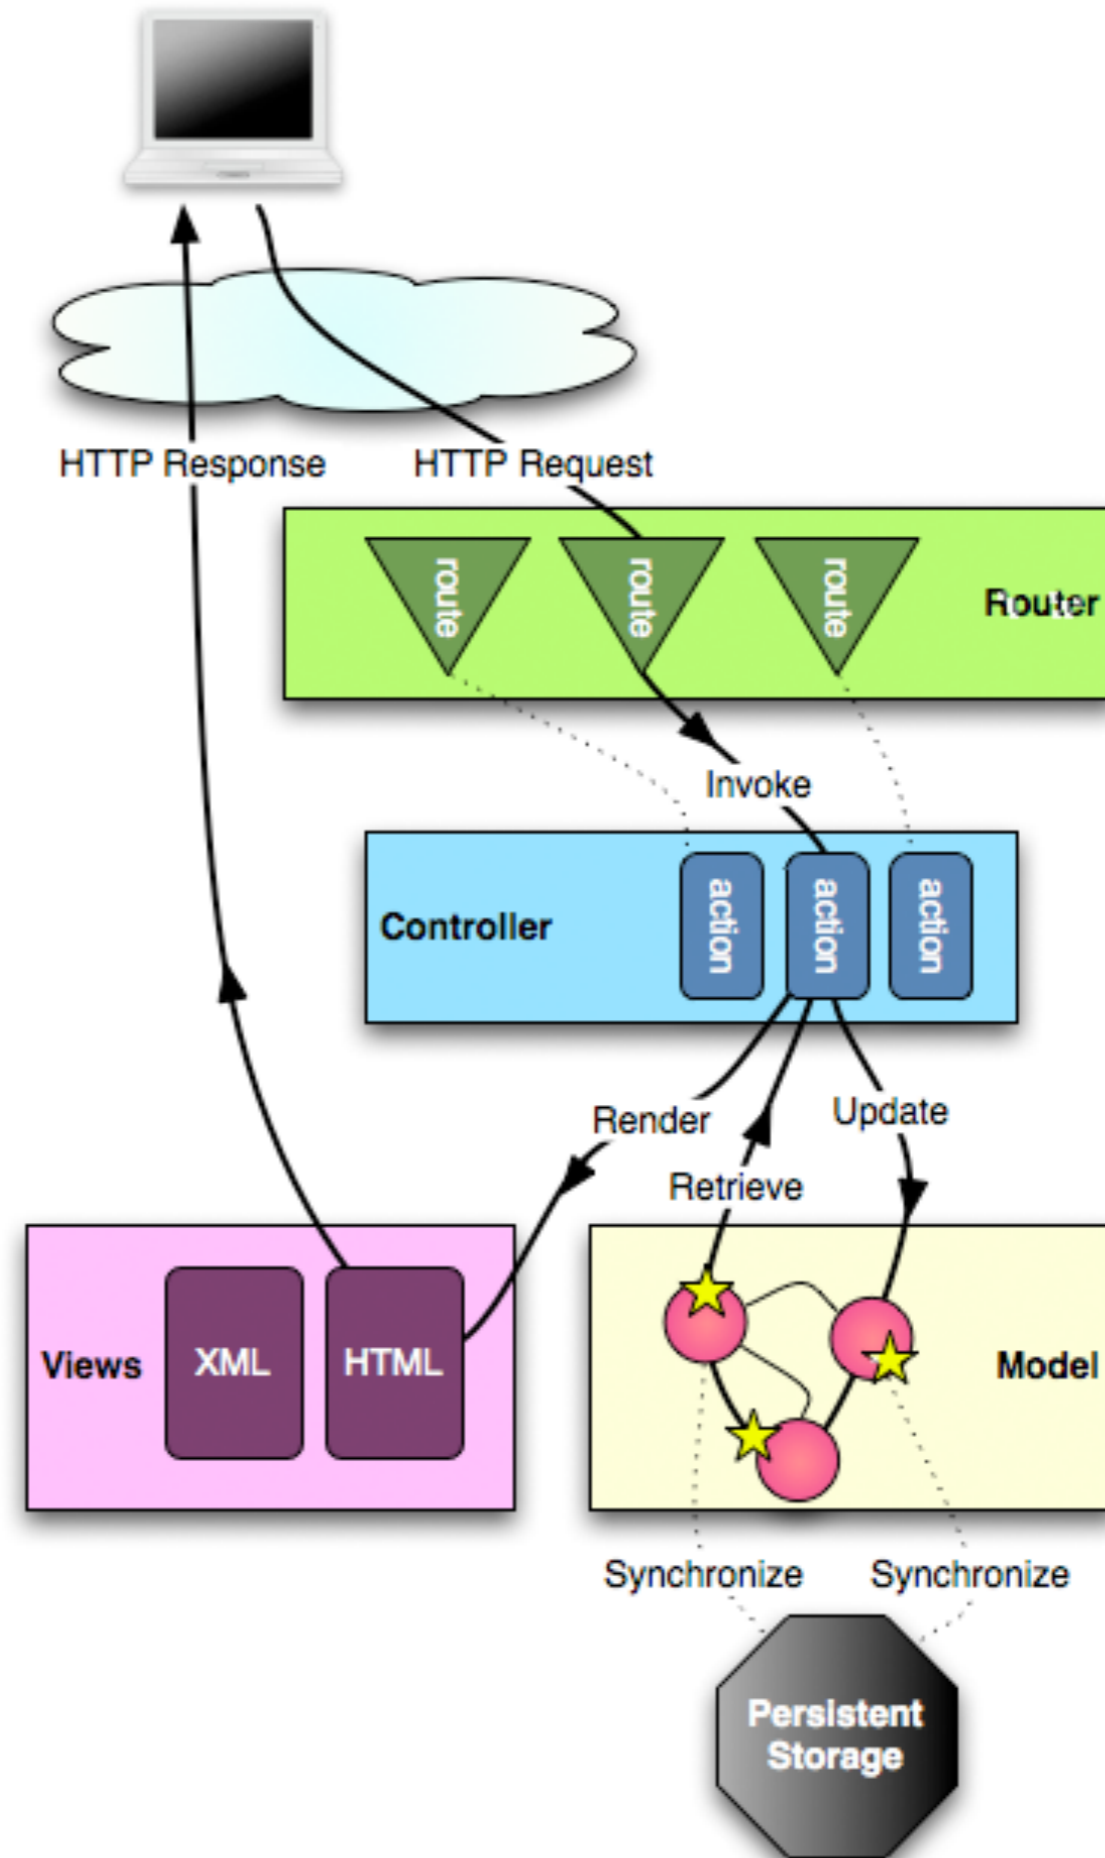 HTTP Response
HTTP Request
route
route
route
Router
Invoke
Controller
action
action
action
Render
Update
Retrieve
Views
XML
HTML
Model
Synchronize
Synchronize
Persistent
Storage